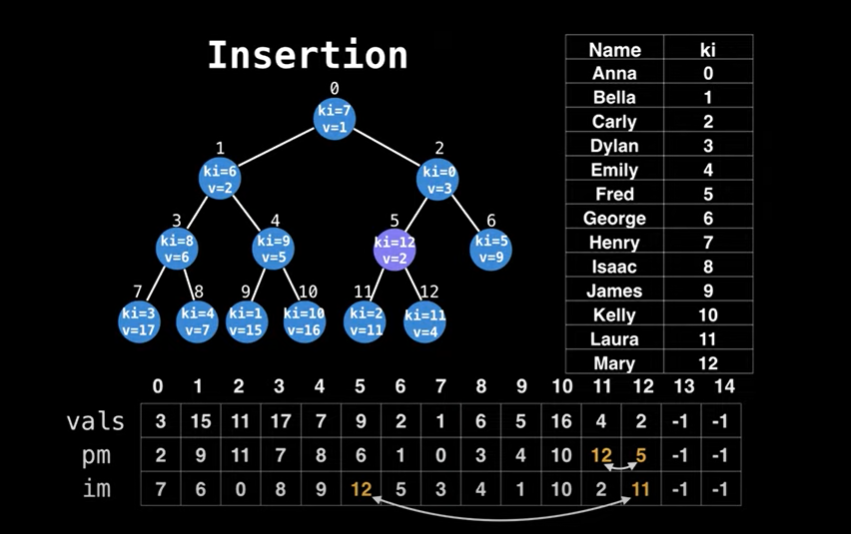 Insertion
0
ki=7
v=1
1
2
ki=6
v=2
ki=0
v=3
3
4
5
6
ki=8
v=6
ki=9
v=5
ki=12
v=2
ki=5
v=9
7
8
9
10
11
12
ki=3
v=17
ki=4
v=7
ki=1
v=15
ki=10
v=16
ki=2
v=11
ki=11
v=4
Name ki
Anna 0
Bella 1
Carly 2
Dylan 3
Emily 4
Fred 5
George 6
Henry 7
Isaac 8
James 9
Kelly 10
Laura 11
Mary 12
0 1 2 3 4 5 6 7 8 9 10 11 12 13 14
vals 3 15 11 17 7 9 2 1 6 5 16 4 2 -1 -1
pm 2 9 11 7 8 6 1 0 3 4 10 12 5 -1 -1
im 7 6 0 8 9 12 5 3 4 1 10 2 11 -1 -1